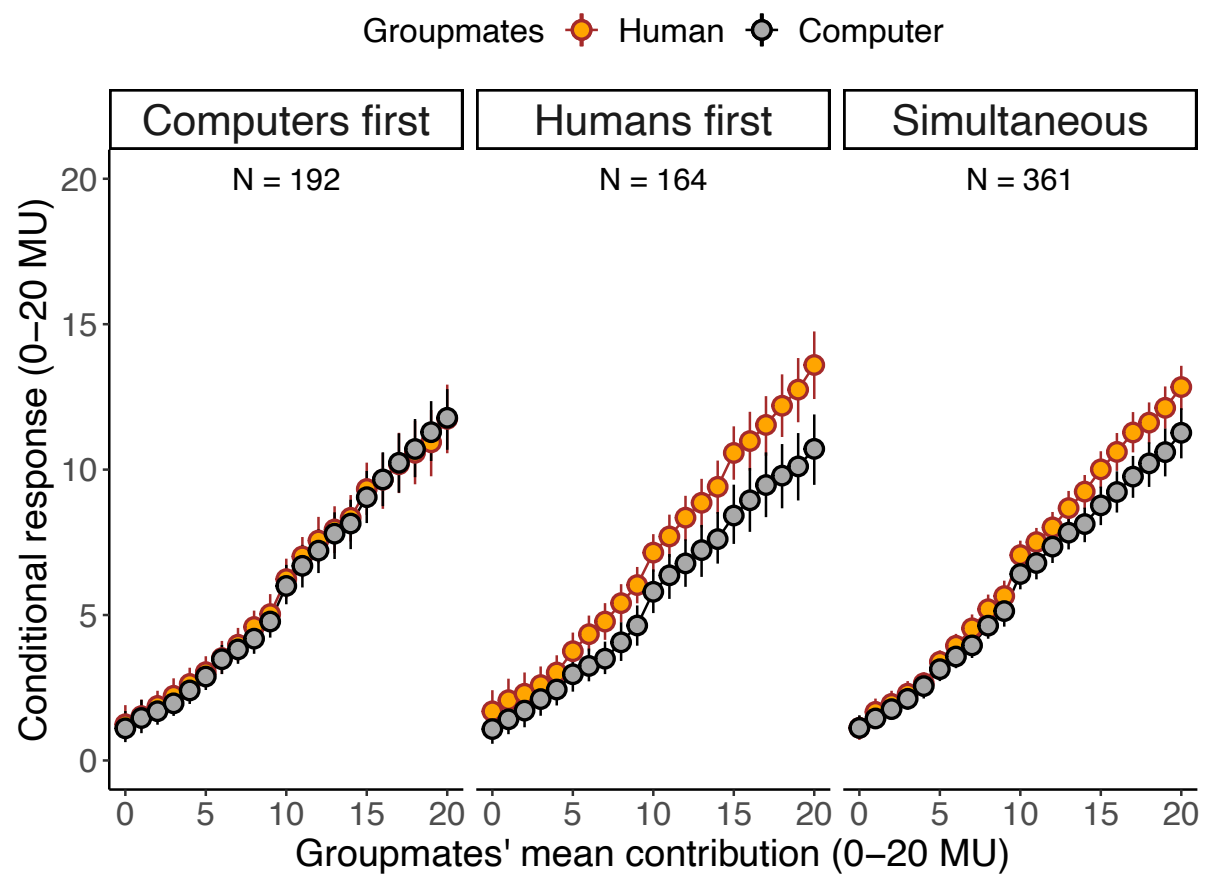 Groupmates Human Computer
Computers first Humans first Simultaneous
N = 192 N = 164 N = 361
20
15
10
5
0
Conditional response (0–20 MU)
0 5 10 15 20 0 5 10 15 20 0 5 10 15 20
Groupmates' mean contribution (0–20 MU)